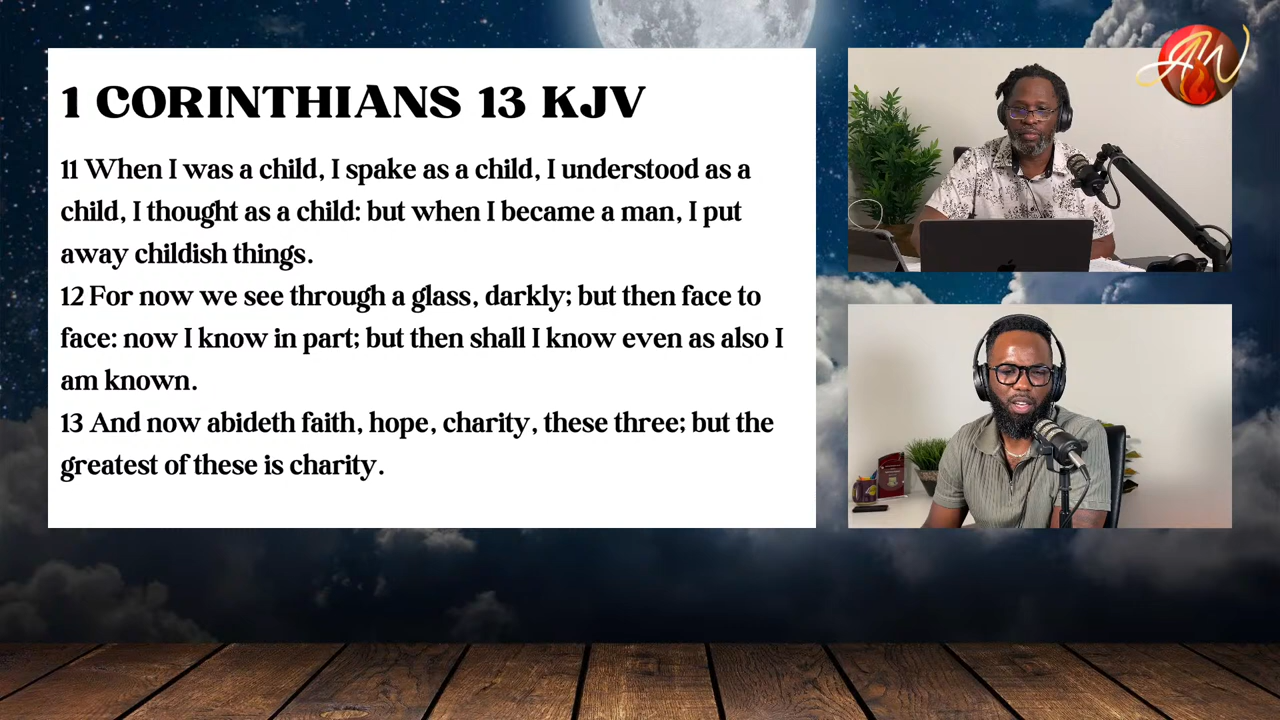 1 CORINTHIANS 13 KJV
11 When I was a child, I spake as a child, I understood as a
child, I thought as a child: but when I became a man, I put
away childish things.
12 For now we see through a glass, darkly; but then face to
face: now I know in part; but then shall I know even as also I
am known.
13 And now abideth faith, hope, charity, these three; but the
greatest of these is charity.
AW